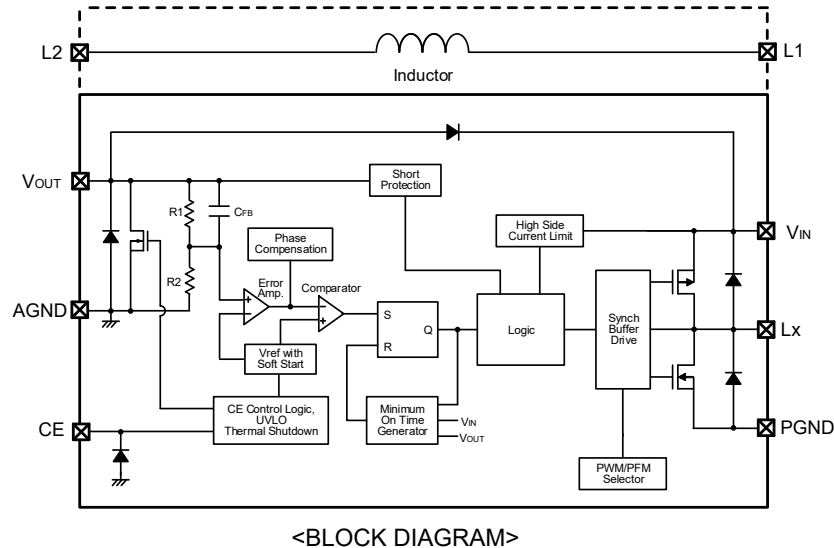 L2
L1
Inductor
VOUT
Short
Protection
R1
CFB
High Side
Current Limit
VIN
Phase
Compensation
R2
Error
Amp.
Comparator
+
−
−
+
S
Q
R
Logic
Synch
Buffer
Drive
AGND
Lx
Vref with
Soft Start
CE Control Logic,
UVLO
Thermal Shutdown
Minimum
On Time
Generator
VIN
VOUT
CE
PGND
PWM/PFM
Selector
<BLOCK DIAGRAM>